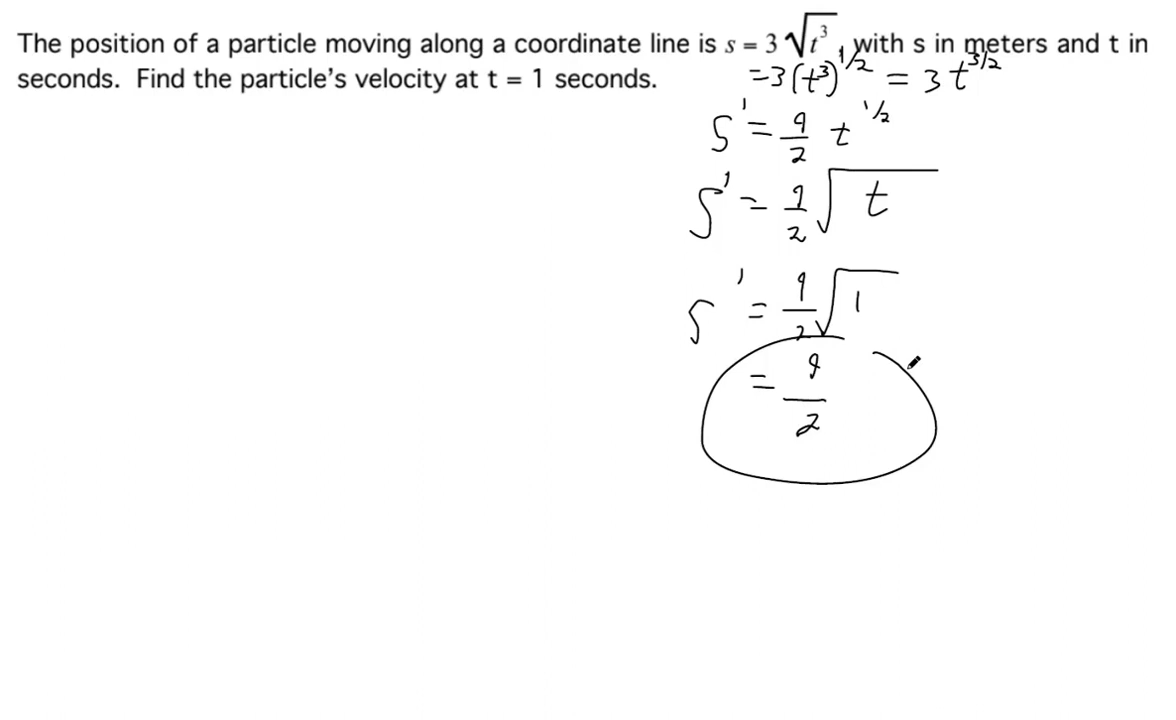 The position of a particle moving along a coordinate line is s = 3 √t³, with s in meters and t in
seconds. Find the particle's velocity at t = 1 seconds.
= 3 (t³)^1/2 = 3 t^3/2
s' = 9/2 t^1/2
s' = 9/2 √t
s' = 9/2 √1
= 9/2